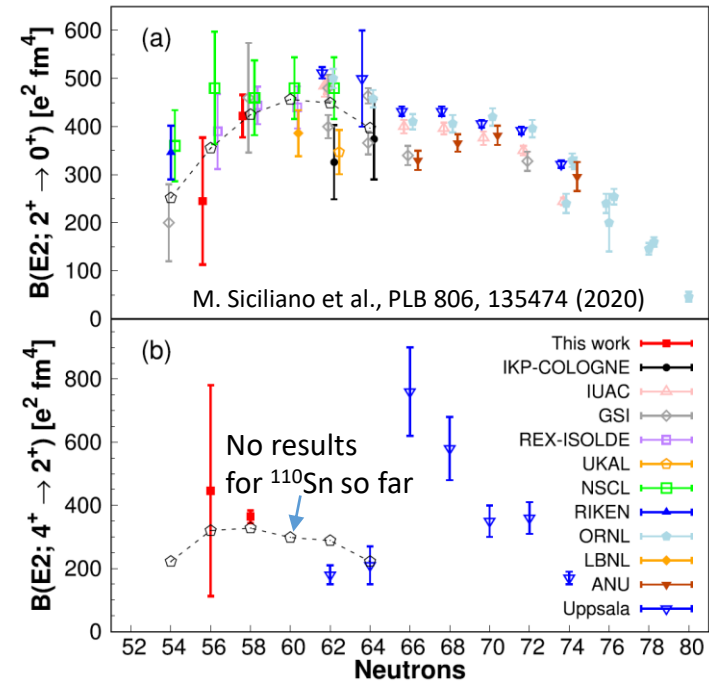 600
500
400
300
200
100
0
B(E2; 2⁺ → 0⁺) [e² fm⁴]
(a)
M. Siciliano et al., PLB 806, 135474 (2020)
800
600
400
200
0
B(E2; 4⁺ → 2⁺) [e² fm⁴]
(b)
No results
for ¹¹⁰Sn so far
This work
IKP-COLOGNE
IUAC
GSI
REX-ISOLDE
UKAL
NSCL
RIKEN
ORNL
LBNL
ANU
Uppsala
52 54 56 58 60 62 64 66 68 70 72 74 76 78 80
Neutrons